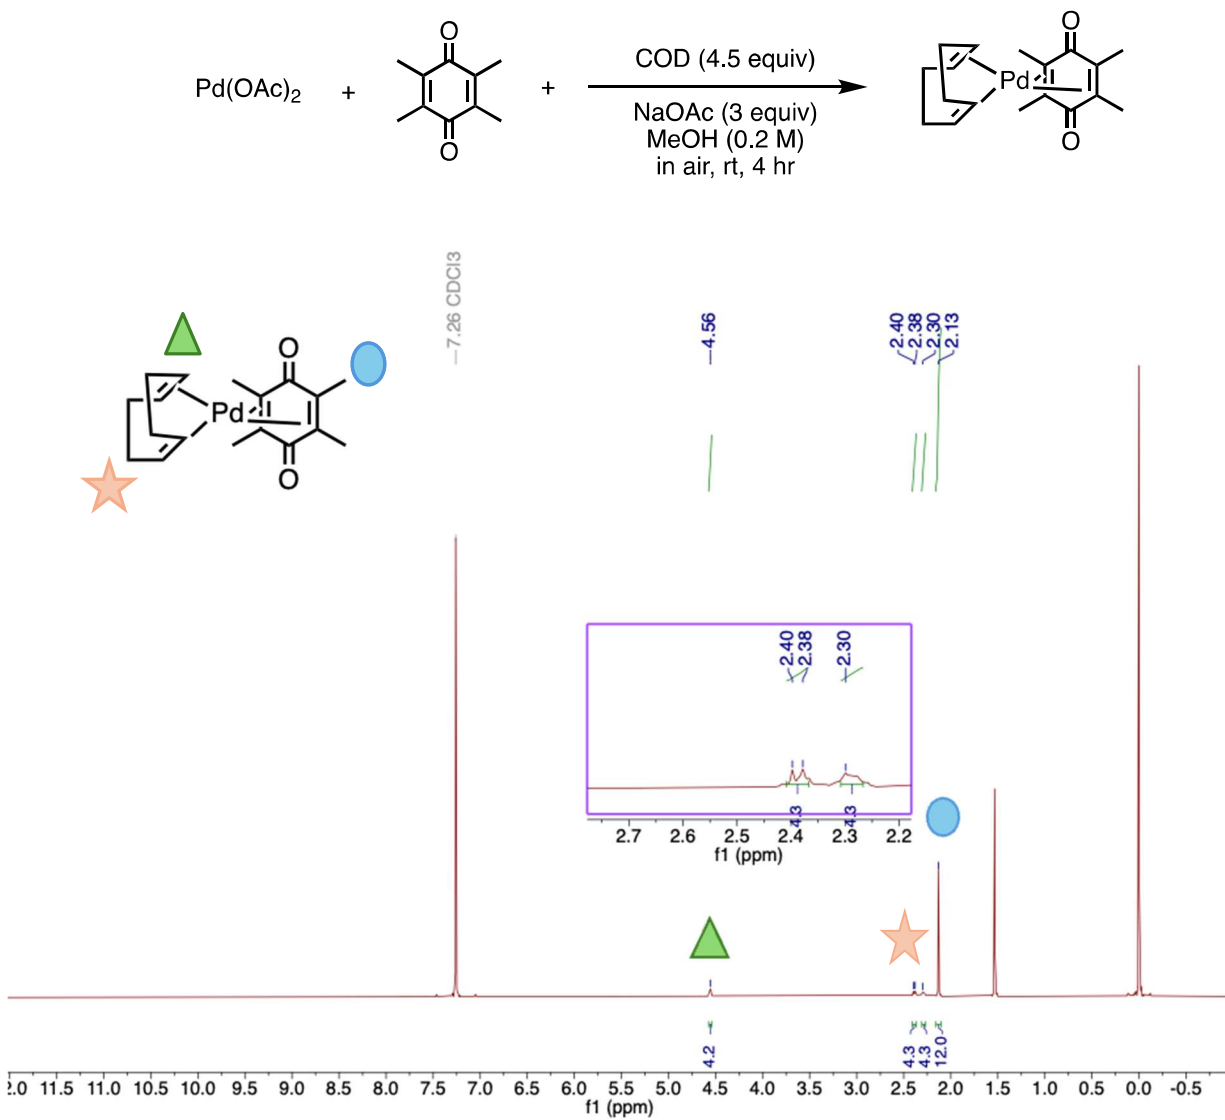 O
COD (4.5 equiv)
Pd(OAc)2 + + Pd
NaOAc (3 equiv)
MeOH (0.2 M)
O O
in air, rt, 4 hr
7.26 CDCl3
4.56
2.40
2.38
2.30
2.13
O
Pd
O
2.40
2.38
2.30
4.3
4.3
2.7 2.6 2.5 2.4 2.3 2.2
f1 (ppm)
4.2
4.3
4.3
12.0
2.0 11.5 11.0 10.5 10.0 9.5 9.0 8.5 8.0 7.5 7.0 6.5 6.0 5.5 5.0 4.5 4.0 3.5 3.0 2.5 2.0 1.5 1.0 0.5 0.0 -0.5
f1 (ppm)